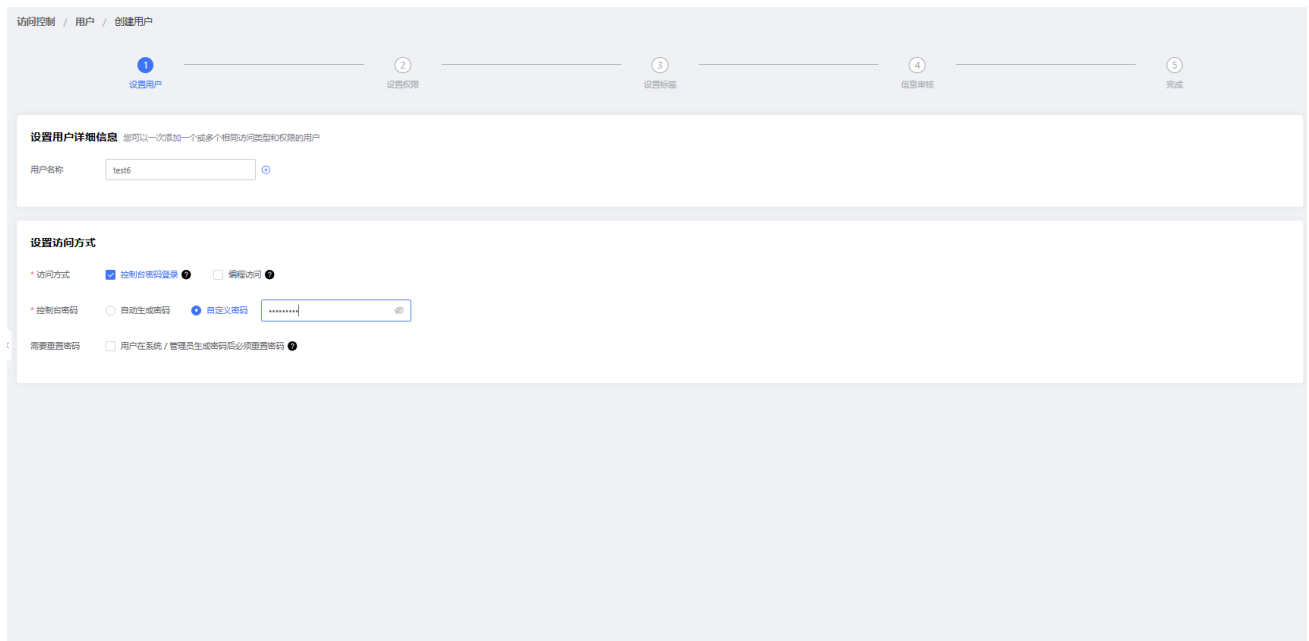 访问控制 / 用户 / 创建用户
1 2 3 4 5
设置用户 设置权限 设置标签 信息审核 完成
设置用户详细信息 您可以一次添加一个或多个相同访问类型和权限的用户
用户名称 test6
设置访问方式
* 访问方式 控制台密码登录 ? 编程访问 ?
* 控制台密码 自动生成密码 自定义密码 •••••••••
需要重置密码 用户在系统 / 管理员生成密码后必须重置密码 ?